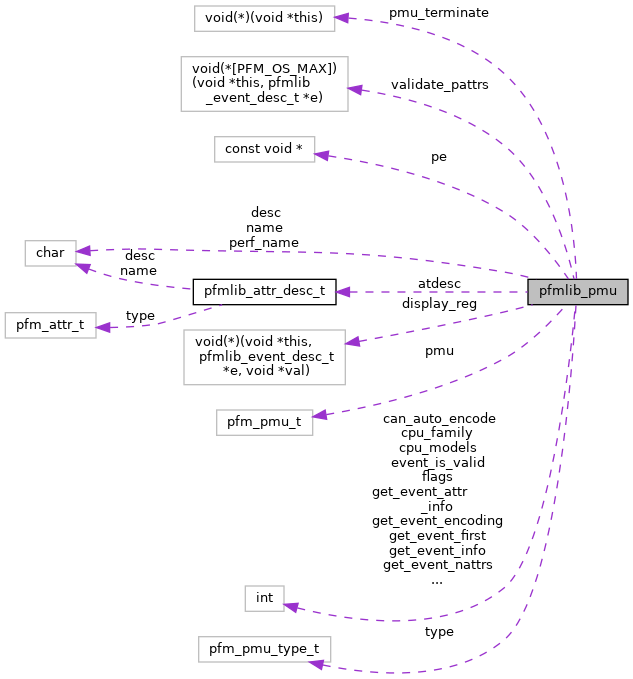 pmu_terminate
void(*)(void *this)
void(*[PFM_OS_MAX])
(void *this, pfmlib
_event_desc_t *e)
validate_pattrs
const void *
pe
desc
name
perf_name
char
desc
name
pfmlib_attr_desc_t
atdesc
pfmlib_pmu
display_reg
pfm_attr_t
type
void(*)(void *this,
pfmlib_event_desc_t
*e, void *val)
pmu
pfm_pmu_t
can_auto_encode
cpu_family
cpu_models
event_is_valid
flags
get_event_attr
_info
get_event_encoding
get_event_first
get_event_info
get_event_nattrs
...
int
type
pfm_pmu_type_t